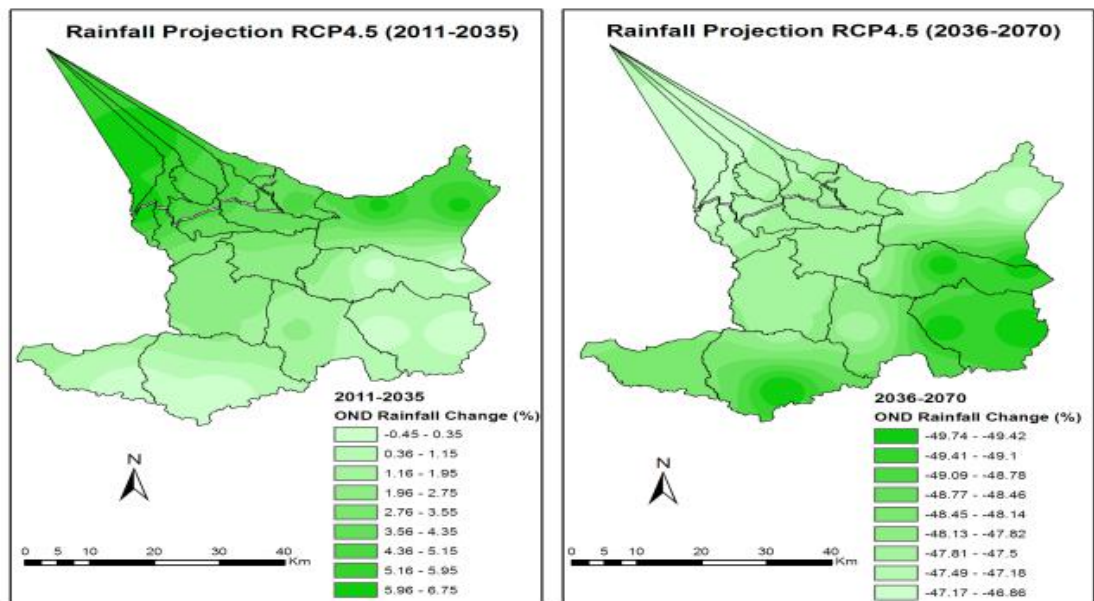 Rainfall Projection RCP4.5 (2011-2035)
2011-2035
OND Rainfall Change (%)
-0.45 - 0.35
0.36 - 1.15
1.16 - 1.95
1.96 - 2.75
2.76 - 3.55
3.56 - 4.35
4.36 - 5.15
5.16 - 5.95
5.96 - 6.75
N
0 5 10 20 30 40
Km
Rainfall Projection RCP4.5 (2036-2070)
2036-2070
OND Rainfall Change (%)
-49.74 - -49.42
-49.41 - -49.1
-49.09 - -48.78
-48.77 - -48.46
-48.45 - -48.14
-48.13 - -47.82
-47.81 - -47.5
-47.49 - -47.18
-47.17 - -46.86
N
0 5 10 20 30 40
Km